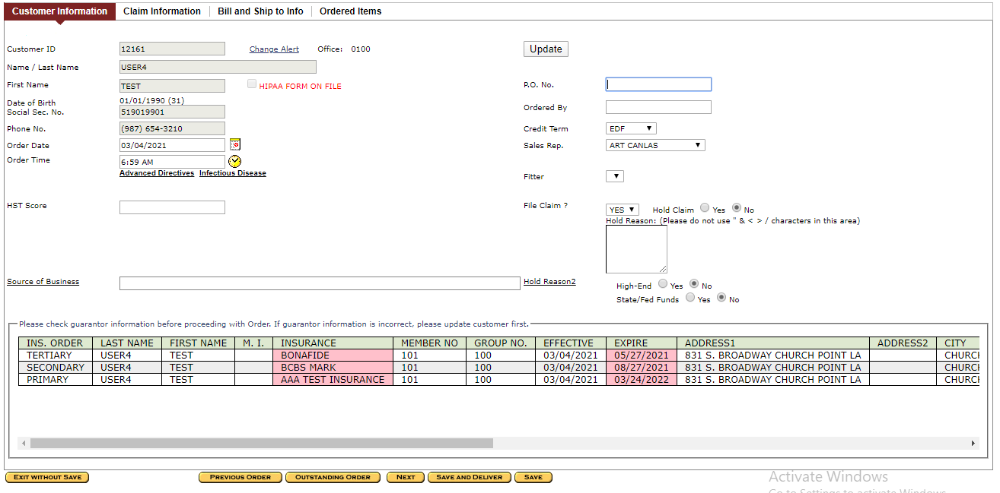 Customer Information Claim Information Bill and Ship to Info Ordered Items
Customer ID 12161 Change Alert Office: 0100 Update
Name / Last Name USER4
First Name TEST HIPAA FORM ON FILE P.O. No.
Date of Birth 01/01/1990 (31)
Social Sec. No. 519019901 Ordered By
Phone No. (987) 654-3210 Credit Term EDF
Order Date 03/04/2021 Sales Rep. ART CANLAS
Order Time 6:59 AM
Advanced Directives Infectious Disease Fitter
HST Score File Claim ? YES Hold Claim Yes No
Hold Reason: (Please do not use " & < > / characters in this area)
Source of Business Hold Reason2
High-End Yes No
State/Fed Funds Yes No
Please check guarantor information before proceeding with Order. If guarantor information is incorrect, please update customer first.
INS. ORDER LAST NAME FIRST NAME M. I. INSURANCE MEMBER NO GROUP NO. EFFECTIVE EXPIRE ADDRESS1 ADDRESS2 CITY
TERTIARY USER4 TEST BONAFIDE 101 100 03/04/2021 05/27/2021 831 S. BROADWAY CHURCH POINT LA CHURCH
SECONDARY USER4 TEST BCBS MARK 101 100 03/04/2021 08/27/2021 831 S. BROADWAY CHURCH POINT LA CHURCH
PRIMARY USER4 TEST AAA TEST INSURANCE 101 100 03/04/2021 03/24/2022 831 S. BROADWAY CHURCH POINT LA CHURCH
EXIT WITHOUT SAVE PREVIOUS ORDER OUTSTANDING ORDER NEXT SAVE AND DELIVER SAVE
Activate Windows
Go to Settings to activate Windows.